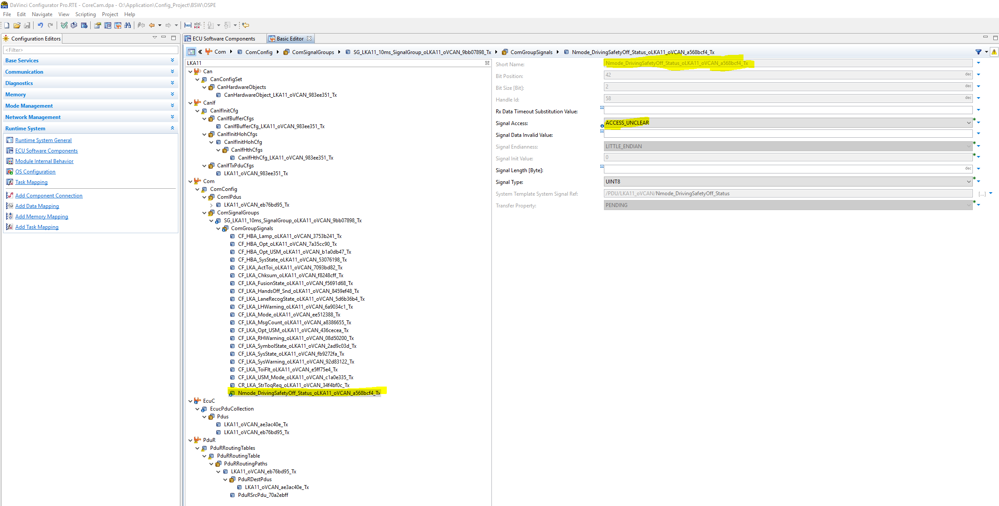 DaVinci Configurator Pro.RTE - CoreCam.dpa - O:\Application\Config_Project\BSW\OSPE
File Edit Navigate View Scripting Project Help
Configuration Editors
<Filter>
Base Services
Communication
Diagnostics
Memory
Mode Management
Network Management
Runtime System
Runtime System General
ECU Software Components
Module Internal Behavior
OS Configuration
Task Mapping
Add Component Connection
Add Data Mapping
Add Memory Mapping
Add Task Mapping
ECU Software Components
Basic Editor
Com ComConfig ComSignalGroups SG_LKA11_10ms_SignalGroup_oLKA11_oVCAN_9bb07898_Tx ComGroupSignals Nmode_DrivingSafetyOff_Status_oLKA11_oVCAN_a568bcf4_Tx
LKA11
Can
CanConfigSet
CanHardwareObjects
CanHardwareObject_LKA11_oVCAN_983ee351_Tx
CanIf
CanIfInitCfg
CanIfBufferCfgs
CanIfBufferCfg_LKA11_oVCAN_983ee351_Tx
CanIfInitHohCfgs
CanIfInitHohCfg
CanIfHthCfgs
CanIfHthCfg_LKA11_oVCAN_983ee351_Tx
CanIfTxPduCfgs
LKA11_oVCAN_983ee351_Tx
Com
ComConfig
ComIPdus
LKA11_oVCAN_eb76bd95_Tx
ComSignalGroups
SG_LKA11_10ms_SignalGroup_oLKA11_oVCAN_9bb07898_Tx
ComGroupSignals
CF_HBA_Lamp_oLKA11_oVCAN_3753b241_Tx
CF_HBA_Opt_oLKA11_oVCAN_7a35cc90_Tx
CF_HBA_Opt_USM_oLKA11_oVCAN_b1a0db47_Tx
CF_HBA_SysState_oLKA11_oVCAN_53076198_Tx
CF_LKA_ActToi_oLKA11_oVCAN_7093bd82_Tx
CF_LKA_Chksum_oLKA11_oVCAN_f8248cff_Tx
CF_LKA_FusionState_oLKA11_oVCAN_f5691d68_Tx
CF_LKA_HandsOff_Snd_oLKA11_oVCAN_8459ef48_Tx
CF_LKA_LaneRecogState_oLKA11_oVCAN_5d6b36b4_Tx
CF_LKA_LHWarning_oLKA11_oVCAN_6a9034c1_Tx
CF_LKA_Mode_oLKA11_oVCAN_ee512388_Tx
CF_LKA_MsgCount_oLKA11_oVCAN_a8386655_Tx
CF_LKA_Opt_USM_oLKA11_oVCAN_436cecea_Tx
CF_LKA_RHWarning_oLKA11_oVCAN_08d50200_Tx
CF_LKA_SymbolState_oLKA11_oVCAN_2ad9c03d_Tx
CF_LKA_SysState_oLKA11_oVCAN_fb9272fa_Tx
CF_LKA_SysWarning_oLKA11_oVCAN_92d83122_Tx
CF_LKA_ToiFlt_oLKA11_oVCAN_e5ff75e4_Tx
CF_LKA_USM_Mode_oLKA11_oVCAN_c1a0e335_Tx
CR_LKA_StrToqReq_oLKA11_oVCAN_34f4bf0c_Tx
Nmode_DrivingSafetyOff_Status_oLKA11_oVCAN_a568bcf4_Tx
EcuC
EcucPduCollection
Pdus
LKA11_oVCAN_ae3ac40e_Tx
LKA11_oVCAN_eb76bd95_Tx
PduR
PduRRoutingTables
PduRRoutingTable
PduRRoutingPaths
LKA11_oVCAN_eb76bd95_Tx
PduRDestPdus
LKA11_oVCAN_ae3ac40e_Tx
PduRSrcPdu_70a2ebff
Short Name: Nmode_DrivingSafetyOff_Status_oLKA11_oVCAN_a568bcf4_Tx
Bit Position: 42 dec
Bit Size [Bit]: 2 dec
Handle Id: 58 dec
Rx Data Timeout Substitution Value:
Signal Access: ACCESS_UNCLEAR
Signal Data Invalid Value:
Signal Endianness: LITTLE_ENDIAN
Signal Init Value: 0
Signal Length [Byte]: dec
Signal Type: UINT8
System Template System Signal Ref: /PDU/LKA11_oVCAN/Nmode_DrivingSafetyOff_Status [...]
Transfer Property: PENDING